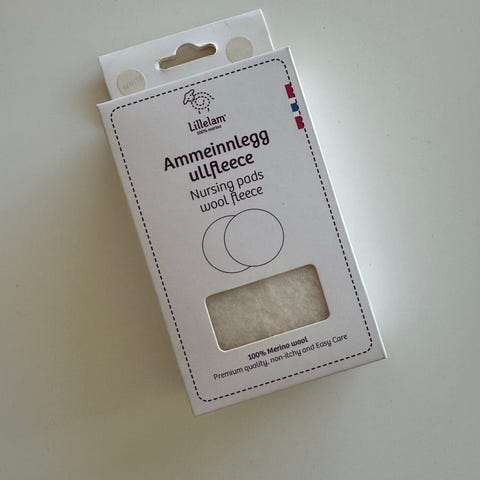 Lillelam®
100% merino
Ammeinnlegg
ullfleece
Nursing pads
wool fleece
100% Merino wool
Premium quality, non-itchy and Easy Care